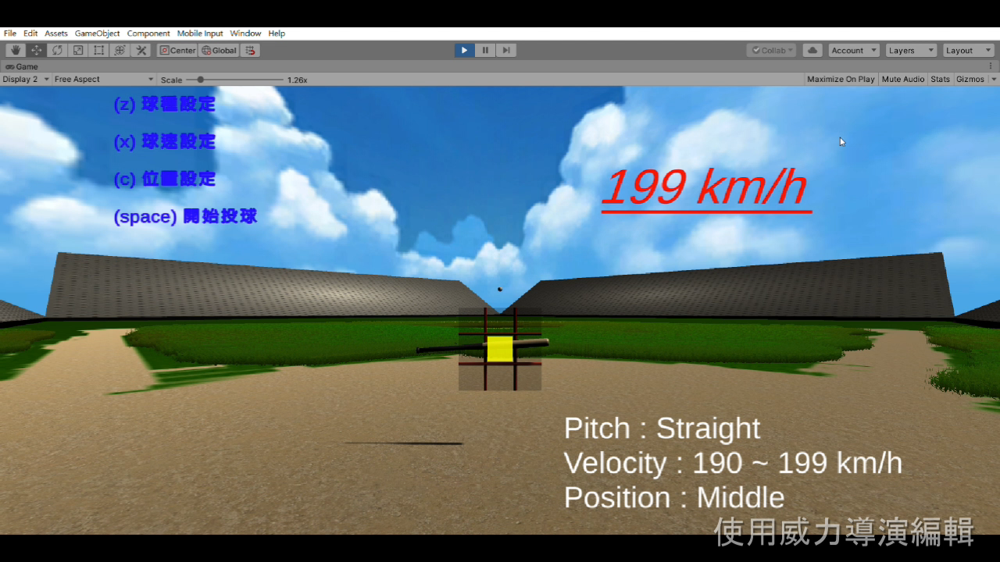 File Edit Assets GameObject Component Mobile Input Window Help
Center Global Collab Account Layers Layout
Game
Display 2 Free Aspect Scale 1.26x Maximize On Play Mute Audio Stats Gizmos
(z) 球種設定
(x) 球速設定
(c) 位置設定
(space) 開始投球
199 km/h
Pitch : Straight
Velocity : 190 ~ 199 km/h
Position : Middle
使用威力導演編輯